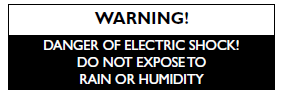 WARNING!
DANGER OF ELECTRIC SHOCK!
DO NOT EXPOSE TO
RAIN OR HUMIDITY